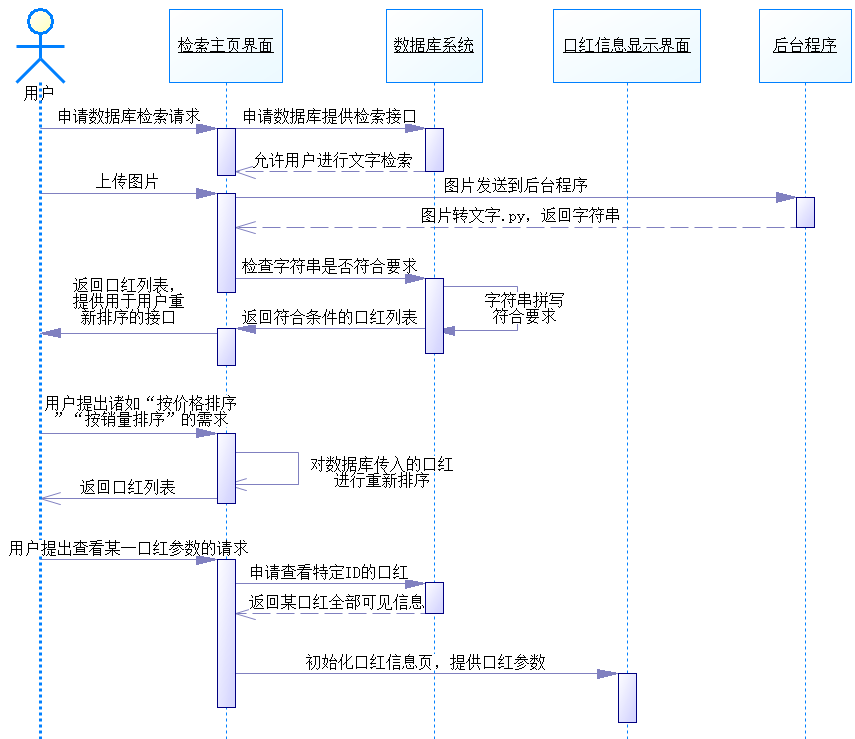 检索主页界面
数据库系统
口红信息显示界面
后台程序
用户
申请数据库检索请求
申请数据库提供检索接口
允许用户进行文字检索
上传图片
图片发送到后台程序
图片转文字.py，返回字符串
检查字符串是否符合要求
返回口红列表，
提供用于用户重
新排序的接口
字符串拼写
符合要求
返回符合条件的口红列表
用户提出诸如“按价格排序
”“按销量排序”的需求
对数据库传入的口红
进行重新排序
返回口红列表
用户提出查看某一口红参数的请求
申请查看特定ID的口红
返回某口红全部可见信息
初始化口红信息页，提供口红参数